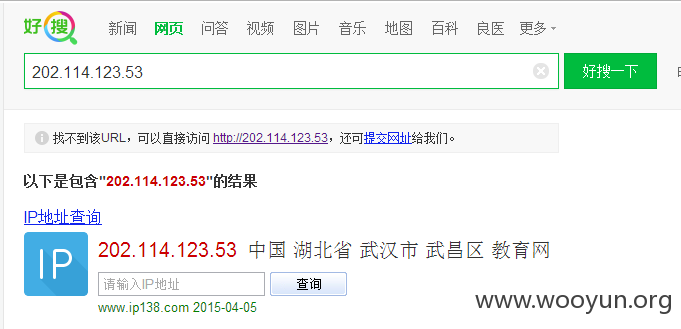 好搜 新闻 网页 问答 视频 图片 音乐 地图 百科 良医 更多
202.114.123.53 好搜一下
找不到该URL，可以直接访问 http://202.114.123.53，还可提交网址给我们。
以下是包含"202.114.123.53"的结果
IP地址查询
IP 202.114.123.53 中国 湖北省 武汉市 武昌区 教育网
请输入IP地址 查询
www.ip138.com 2015-04-05
www.wooyun.org